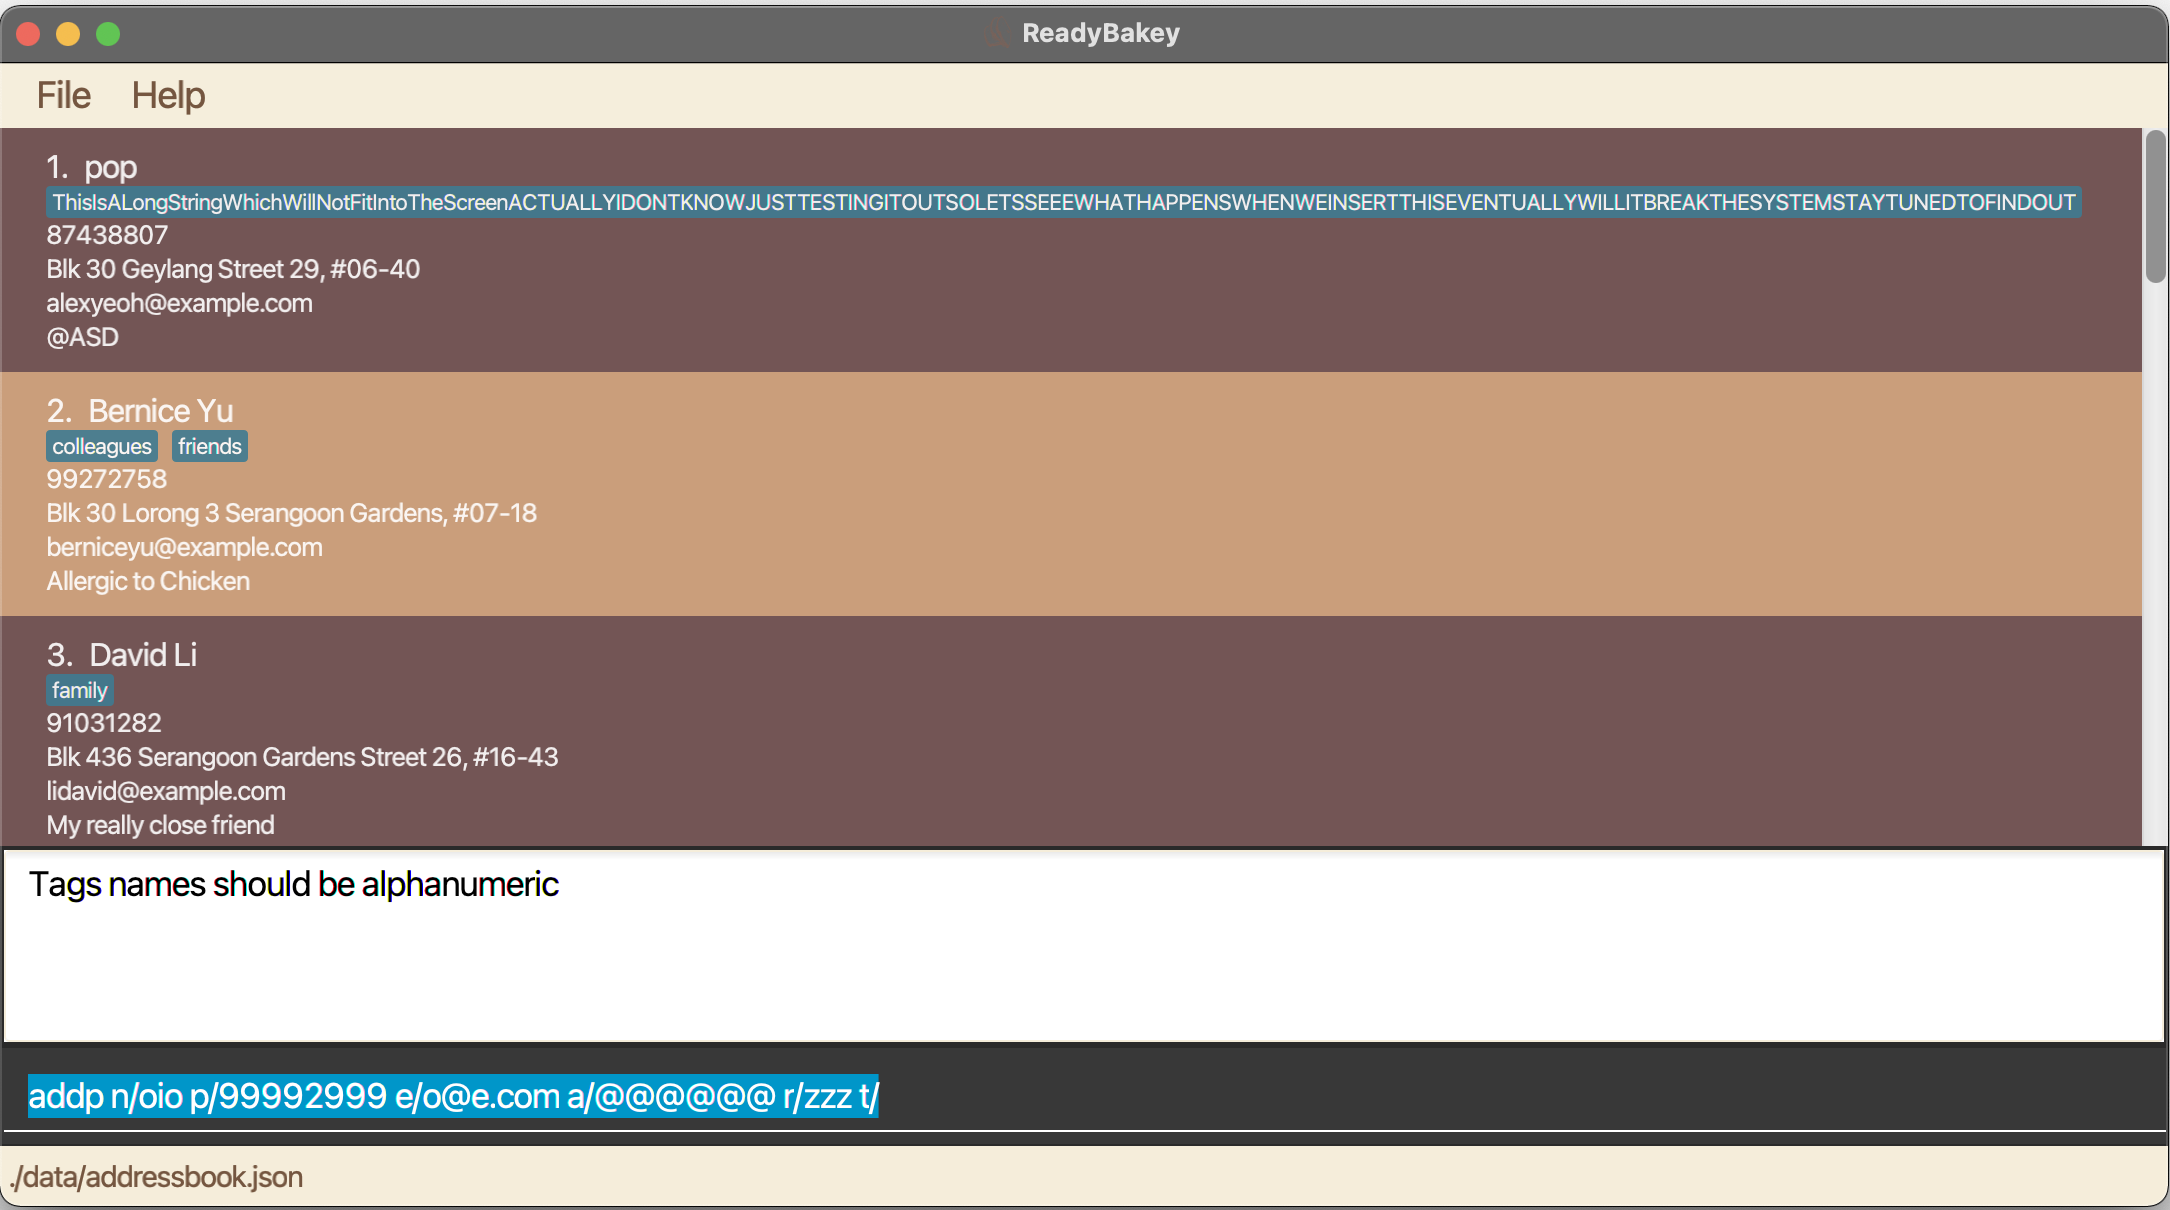 ReadyBakey
File Help
1. pop
ThisIsALongStringWhichWillNotFitIntoTheScreenACTUALLYIDONTKNOWJUSTTESTINGITOUTSOLETSSEEEWHATHAPPENSWHENWEINSERTTHISEVENTUALLYWILLITBREAKTHESYSTEMSTAYTUNEDTOFINDOUT
87438807
Blk 30 Geylang Street 29, #06-40
alexyeoh@example.com
@ASD
2. Bernice Yu
colleagues friends
99272758
Blk 30 Lorong 3 Serangoon Gardens, #07-18
berniceyu@example.com
Allergic to Chicken
3. David Li
family
91031282
Blk 436 Serangoon Gardens Street 26, #16-43
lidavid@example.com
My really close friend
Tags names should be alphanumeric
addp n/oio p/99992999 e/o@e.com a/@@@@@@ r/zzz t/
./data/addressbook.json